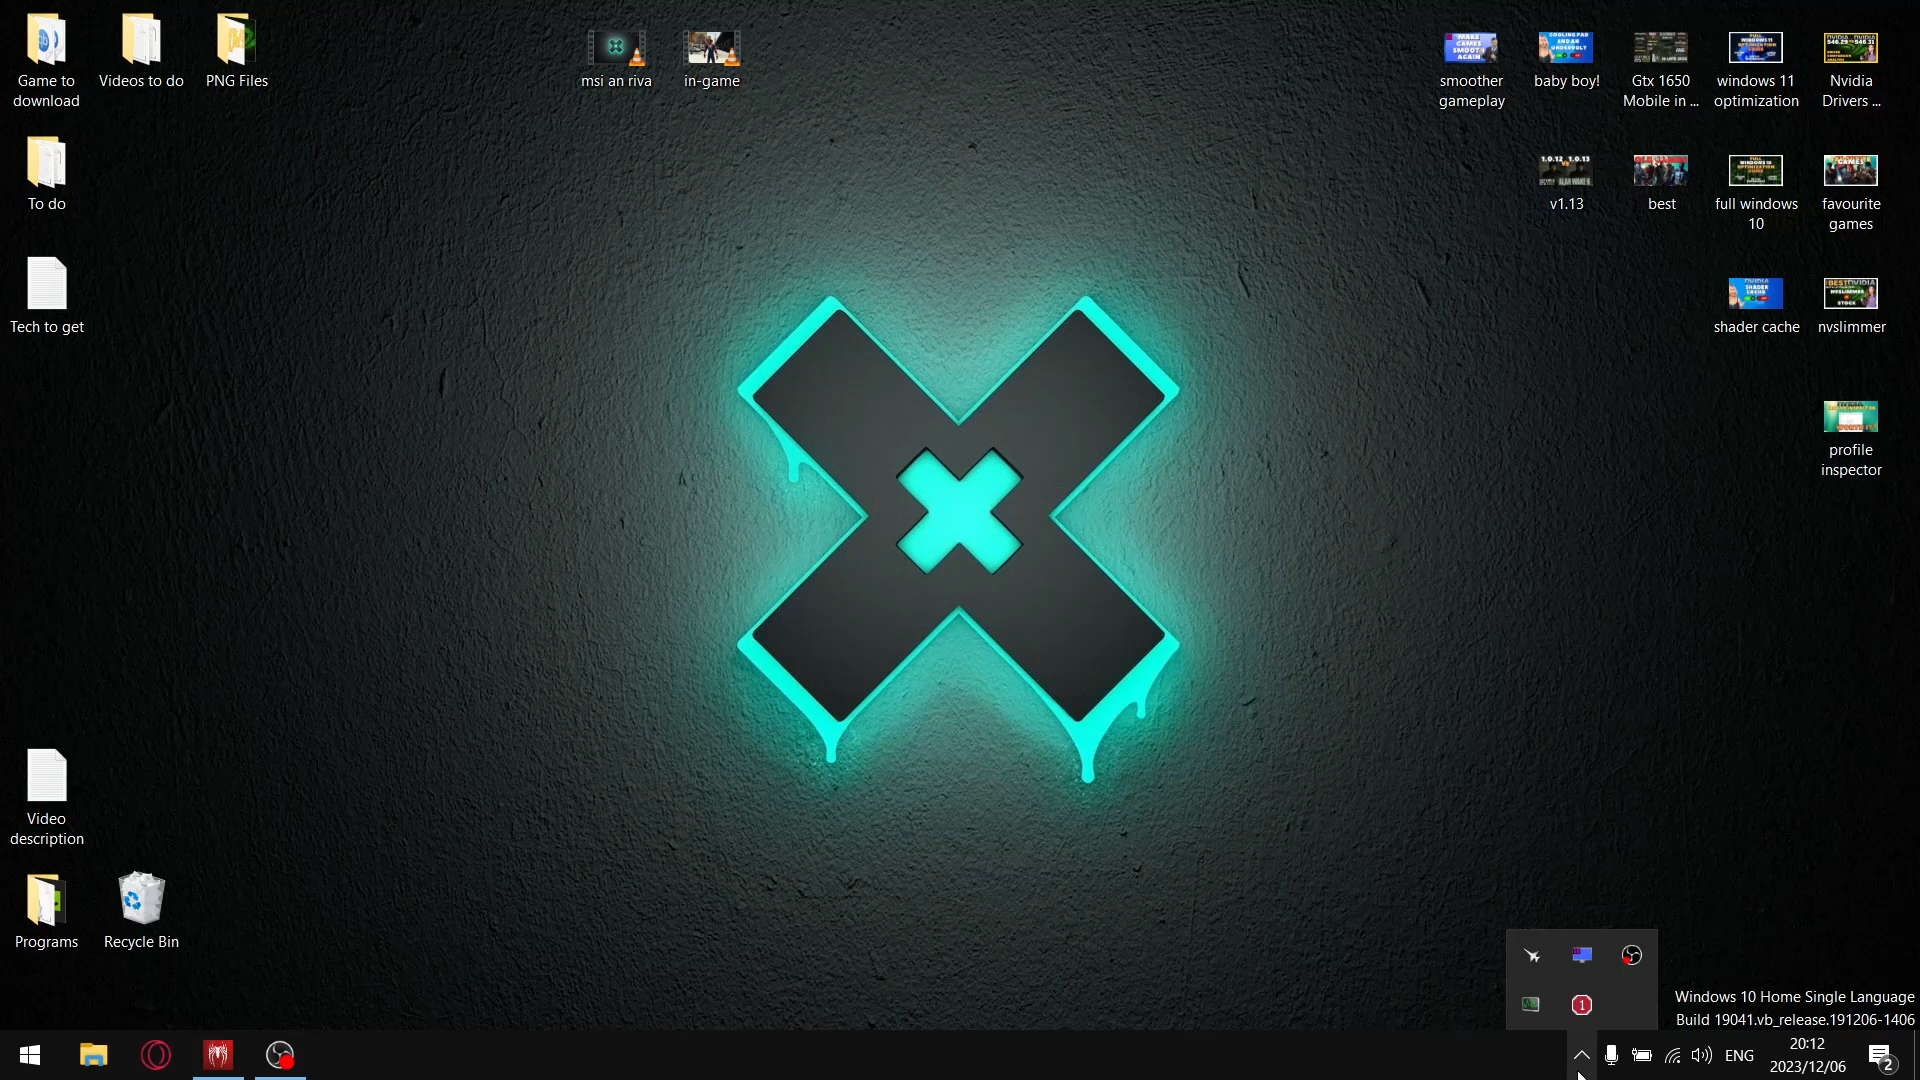 Game to
download
Videos to do
PNG Files
msi an riva
in-game
smoother
gameplay
baby boy!
Gtx 1650
Mobile in ...
windows 11
optimization
Nvidia
Drivers ...
To do
v1.13
best
full windows
10
favourite
games
Tech to get
shader cache
nvslimmer
profile
inspector
Video
description
Programs
Recycle Bin
1
Windows 10 Home Single Language
Build 19041.vb_release.191206-1406
ENG
20:12
2023/12/06
2